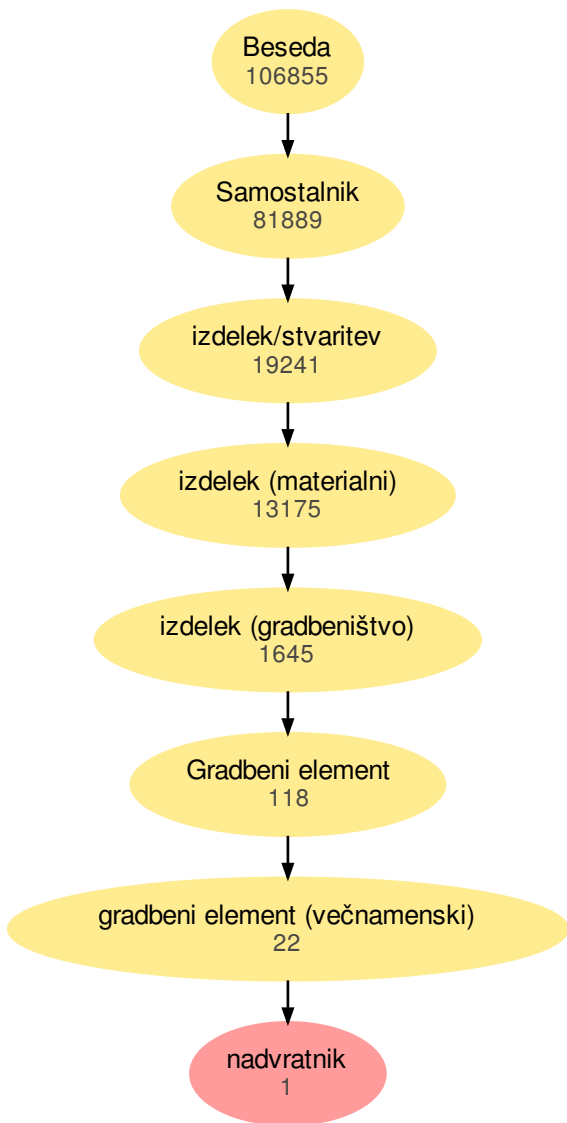 Beseda
106855
Samostalnik
81889
izdelek/stvaritev
19241
izdelek (materialni)
13175
izdelek (gradbeništvo)
1645
Gradbeni element
118
gradbeni element (večnamenski)
22
nadvratnik
1